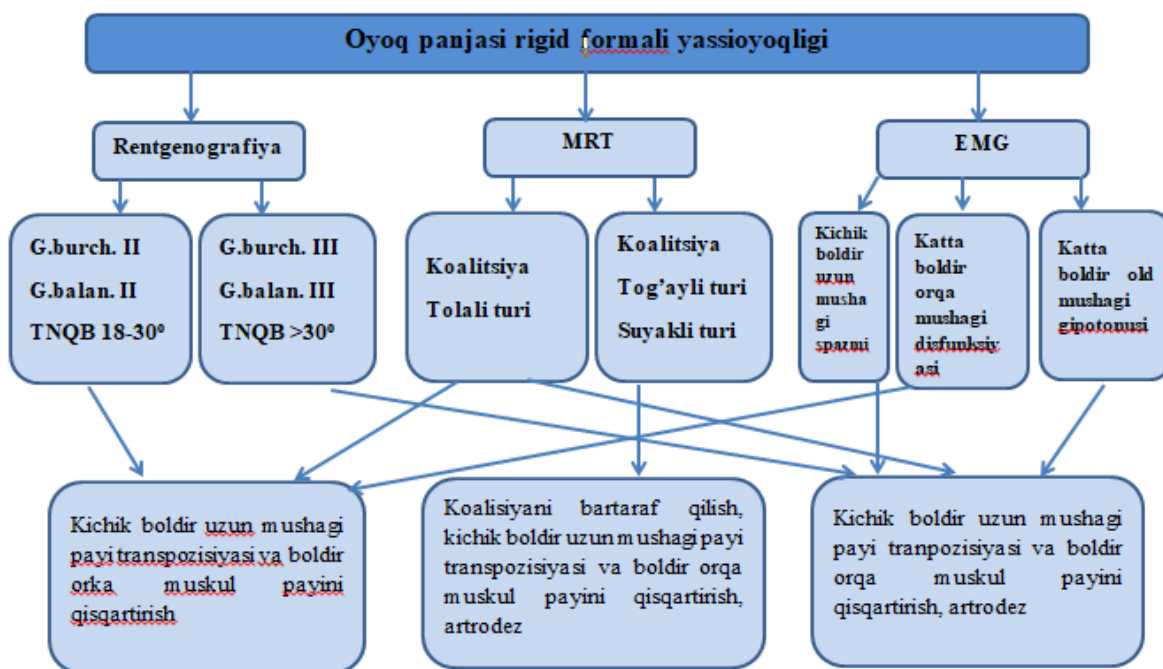 Oyoq panjasi rigid formali yassioyoqligi
Rentgenografiya
MRT
EMG
G.burch. II
G.balan. II
TNQB 18-30⁰
G.burch. III
G.balan. III
TNQB >30⁰
Koalitsiya
Tolali turi
Koalitsiya
Tog’ayli turi
Suyakli turi
Kichik
boldir
uzun
musha
gi
spazmi
Katta
boldir
orqa
mushagi
disfunksiy
asi
Katta
boldir old
mushagi
gipotonusi
Kichik boldir uzun mushagi
payi transpozisiyasi va boldir
orka muskul payini
qisqartirish
Koalisiyani bartaraf qilish,
kichik boldir uzun mushagi payi
transpozisiyasi va boldir orqa
muskul payini qisqartirish,
artrodez
Kichik boldir uzun mushagi
payi tranpozisiyasi va boldir
orqa muskul payini
qisqartirish, artrodez